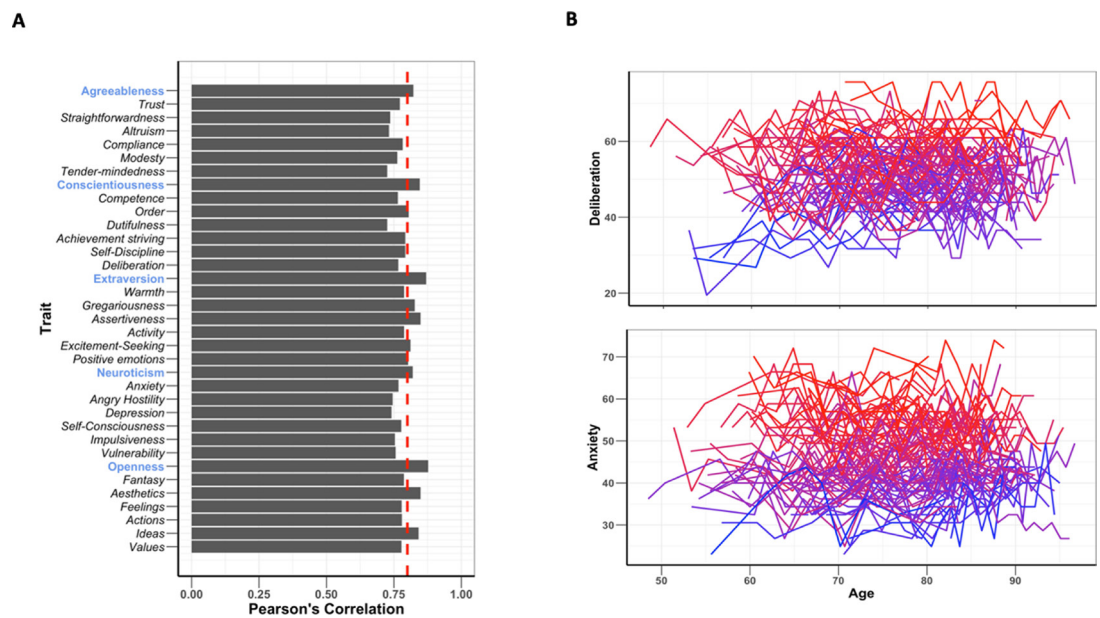 A
Trait
Agreeableness
Trust
Straightforwardness
Altruism
Compliance
Modesty
Tender-mindedness
Conscientiousness
Competence
Order
Dutifulness
Achievement striving
Self-Discipline
Deliberation
Extraversion
Warmth
Gregariousness
Assertiveness
Activity
Excitement-Seeking
Positive emotions
Neuroticism
Anxiety
Angry Hostility
Depression
Self-Consciousness
Impulsiveness
Vulnerability
Openness
Fantasy
Aesthetics
Feelings
Actions
Ideas
Values
0.00 0.25 0.50 0.75 1.00
Pearson's Correlation
B
Deliberation
60
40
20
Anxiety
70
60
50
40
30
50 60 70 80 90
Age